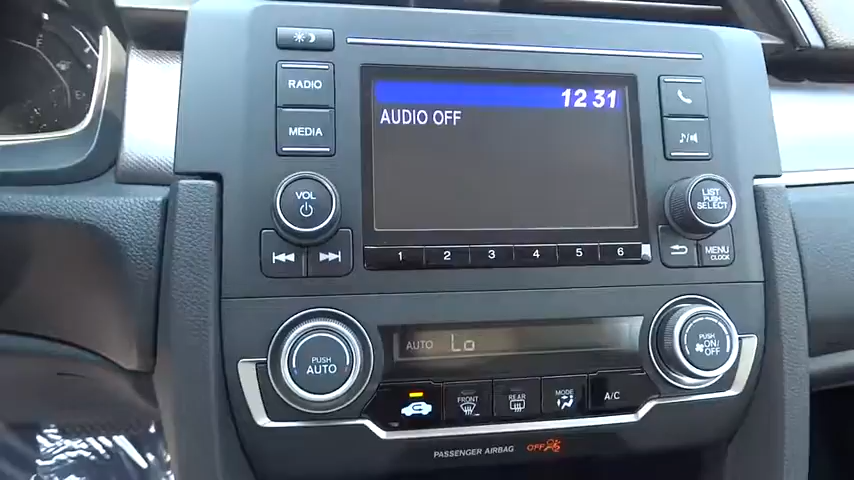 RADIO
MEDIA
VOL
12 31
AUDIO OFF
LIST
PUSH
SELECT
1 2 3 4 5 6
MENU
CLOCK
AUTO Lo
PUSH
AUTO
PUSH
ON/
OFF
FRONT
REAR
MODE
A/C
PASSENGER AIRBAG OFF